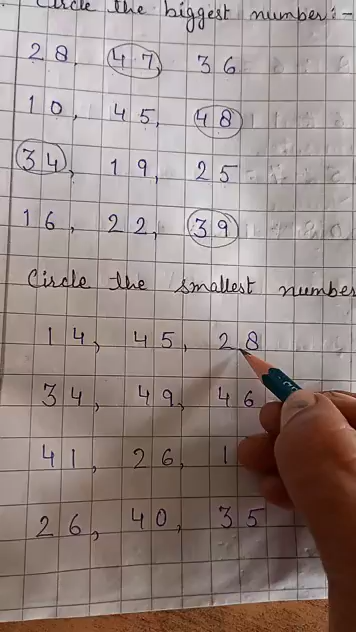 Circle the biggest number:-
28, 47, 36
10, 45, 48
34, 19, 25
16, 22, 39
Circle the smallest number
14, 45, 28
34, 49, 46
41, 26, 1
26, 40, 35